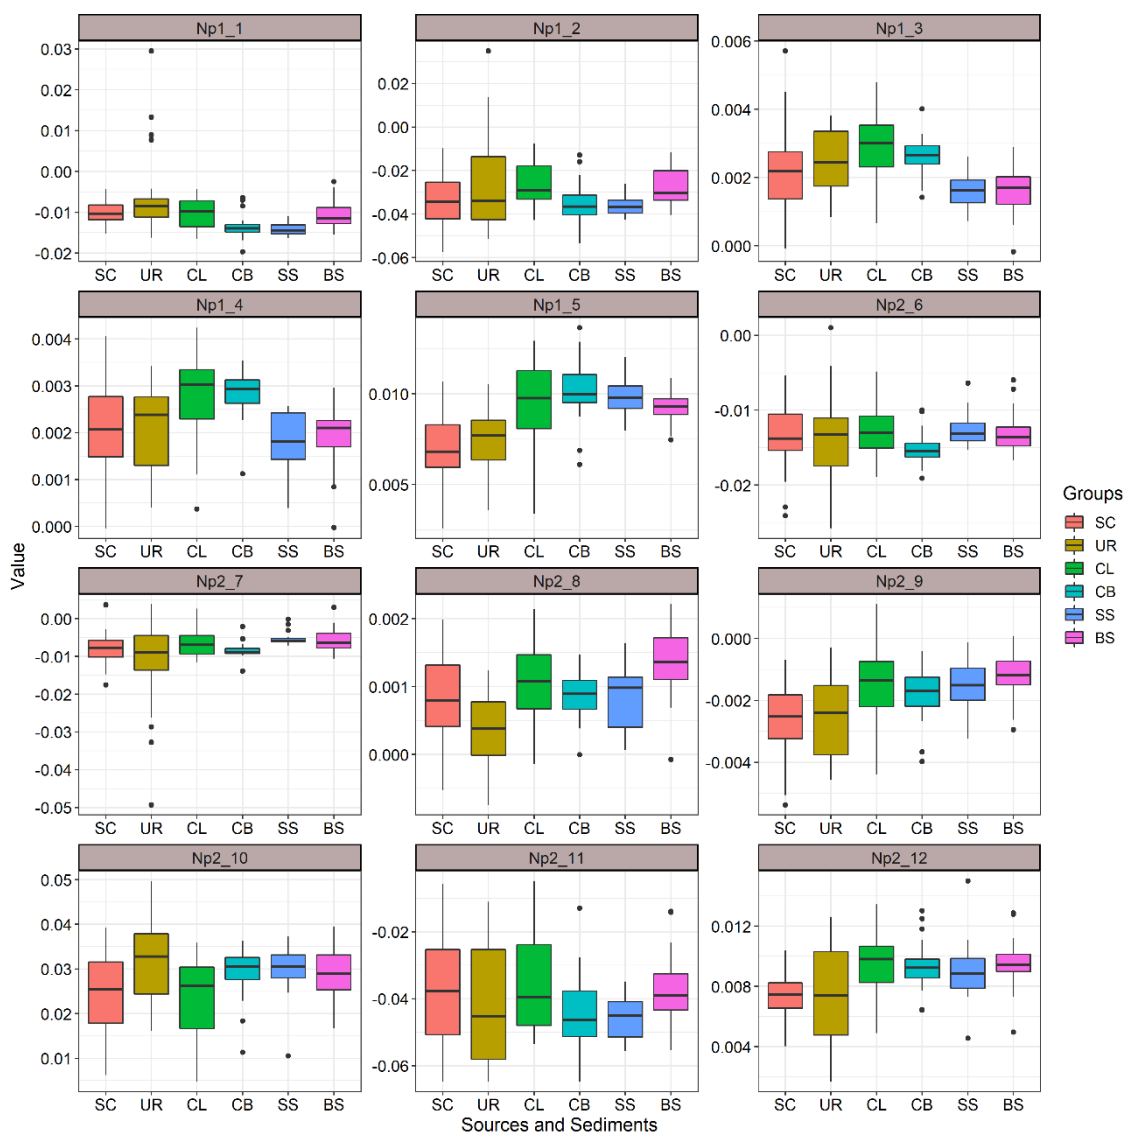 Np1_1 Np1_2 Np1_3
0.03 0.02 0.01 0.00 -0.01 -0.02
0.02 0.00 -0.02 -0.04 -0.06
0.006 0.004 0.002 0.000
SC UR CL CB SS BS SC UR CL CB SS BS SC UR CL CB SS BS
Np1_4 Np1_5 Np2_6
0.004 0.003 0.002 0.001 0.000
0.010 0.005
0.00 -0.01 -0.02
SC UR CL CB SS BS SC UR CL CB SS BS SC UR CL CB SS BS
Value
Np2_7 Np2_8 Np2_9
0.00 -0.01 -0.02 -0.03 -0.04 -0.05
0.002 0.001 0.000
0.000 -0.002 -0.004
SC UR CL CB SS BS SC UR CL CB SS BS SC UR CL CB SS BS
Np2_10 Np2_11 Np2_12
0.05 0.04 0.03 0.02 0.01
-0.02 -0.04 -0.06
0.012 0.008 0.004
SC UR CL CB SS BS SC UR CL CB SS BS SC UR CL CB SS BS
Sources and Sediments
Groups
SC
UR
CL
CB
SS
BS